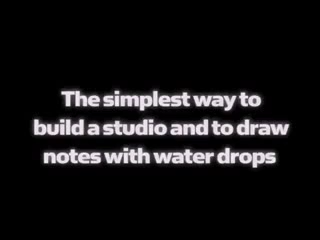 The simplest way to
build a studio and to draw
notes with water drops